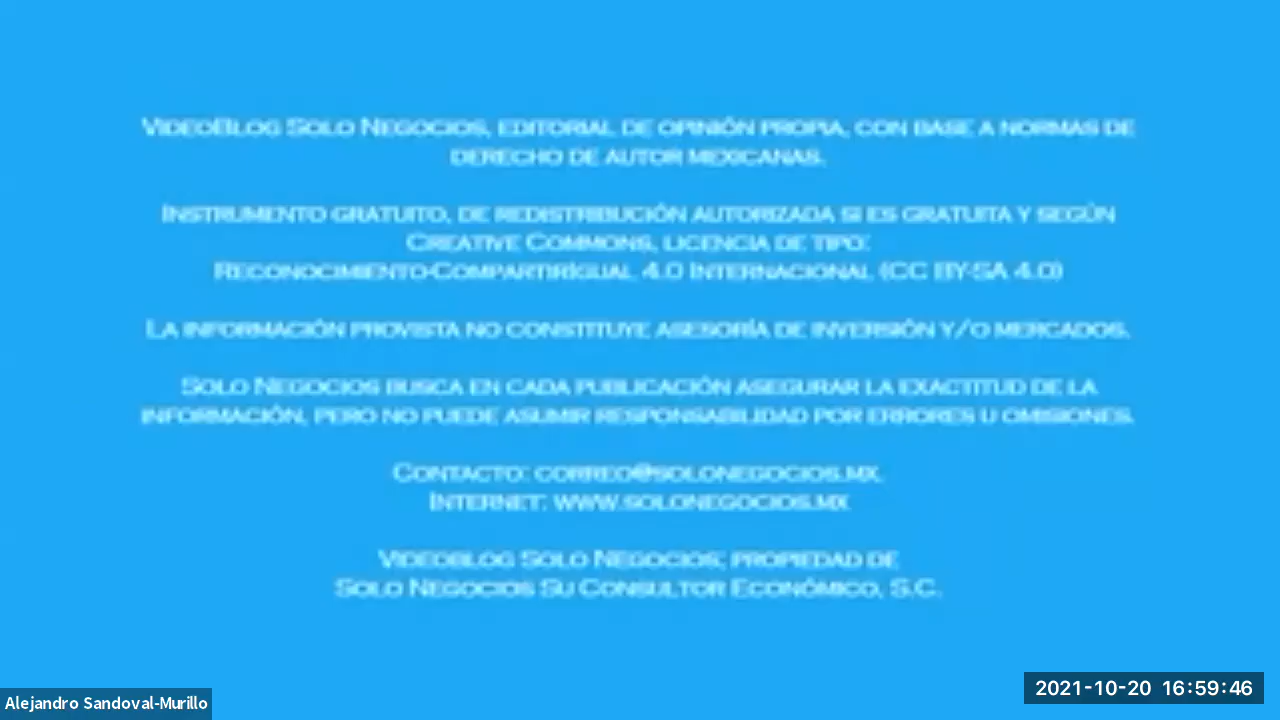 VideoBlog Solo Negocios, editorial de opinión propia, con base a normas de
derecho de autor mexicanas.
Instrumento gratuito, de redistribución autorizada si es gratuita y según
Creative Commons, licencia de tipo:
Reconocimiento-CompartirIgual 4.0 Internacional (CC BY-SA 4.0)
La información provista no constituye asesoría de inversión y/o mercados.
Solo Negocios busca en cada publicación asegurar la exactitud de la
información, pero no puede asumir responsabilidad por errores u omisiones.
Contacto: correo@solonegocios.mx.
Internet: www.solonegocios.mx
Videoblog Solo Negocios; propiedad de
Solo Negocios Su Consultor Económico, S.C.
Alejandro Sandoval-Murillo
2021-10-20 16:59:46